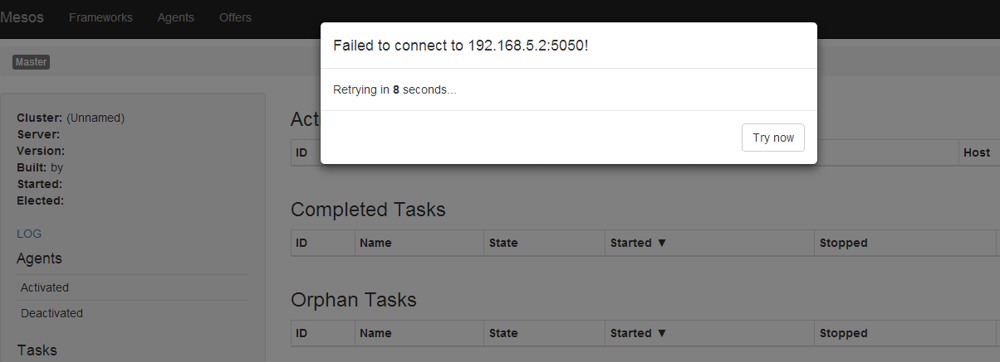 Mesos Frameworks Agents Offers
Failed to connect to 192.168.5.2:5050!
Retrying in 8 seconds...
Try now
Master
Cluster: (Unnamed)
Server:
Version:
Built: by
Started:
Elected:
LOG
Agents
Activated
Deactivated
Tasks
Act
ID Host
Completed Tasks
ID Name State Started ▼ Stopped
Orphan Tasks
ID Name State Started ▼ Stopped